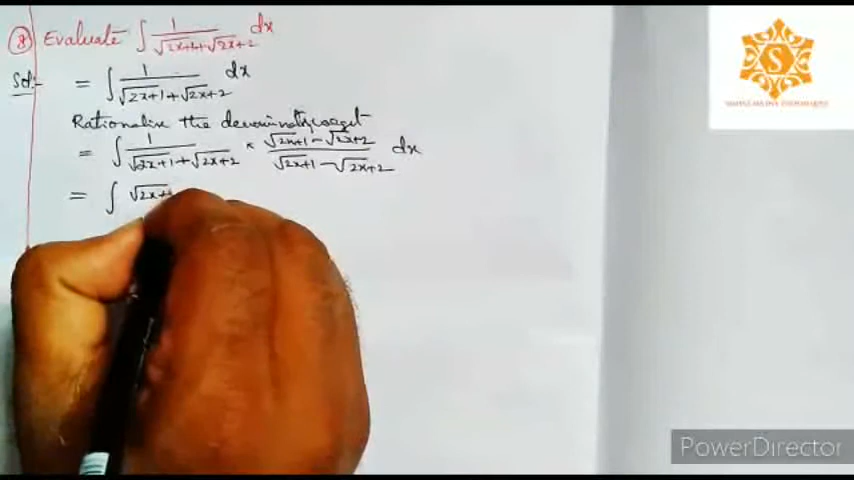 8 Evaluate ∫ 1/(√2x+1+√2x+2) dx
Sol:- = ∫ 1/(√2x+1+√2x+2) dx
Rationalise the denominator, we get
= ∫ 1/(√2x+1+√2x+2) × (√2x+1-√2x+2)/(√2x+1-√2x+2) dx
= ∫ √2x+1
S
PowerDirector